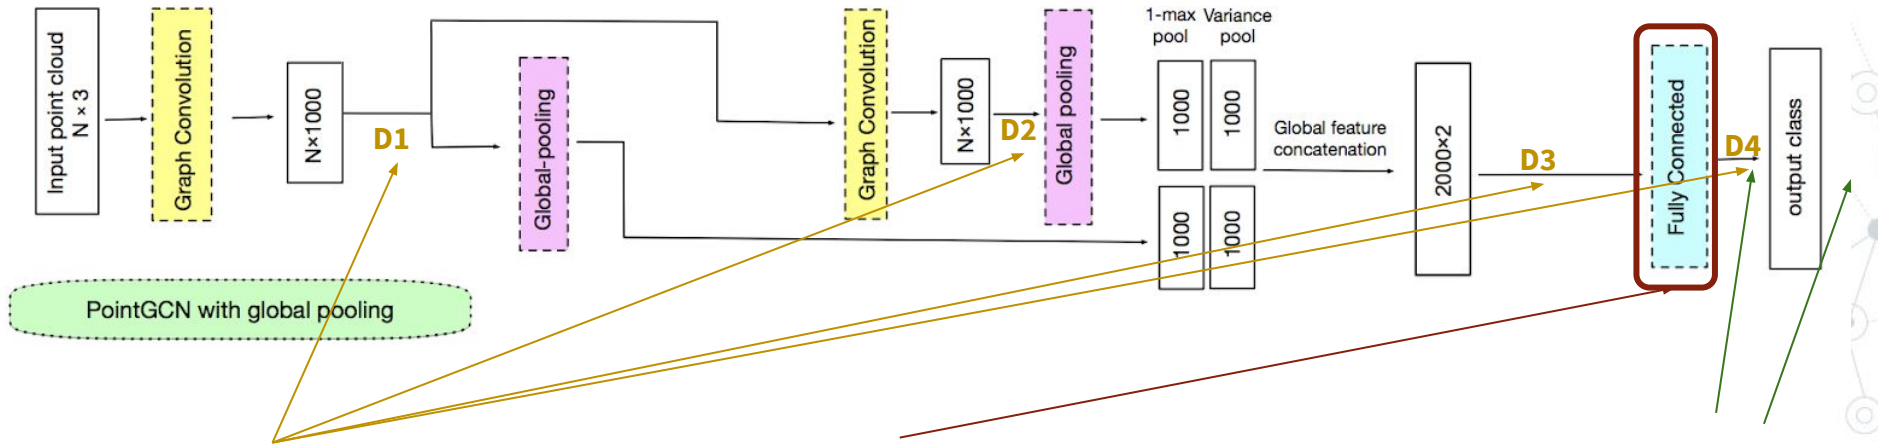 Input point cloud
N × 3
Graph Convolution
N×1000
D1
Global-pooling
Graph Convolution
N×1000
D2
Global pooling
1-max
pool
Variance
pool
1000
1000
1000
1000
Global feature
concatenation
2000×2
D3
Fully Connected
D4
output class
PointGCN with global pooling